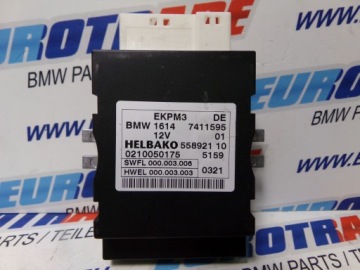 EUROTRADE
BMW PARTS
EKPM3 DE
BMW 1614 7411595
12V 01
HELBAKO 558921 10
0210050175 5159
SWFL 000.003.006
HWEL 000.003.003 0321
EURO
BMW PARTS / TEILE